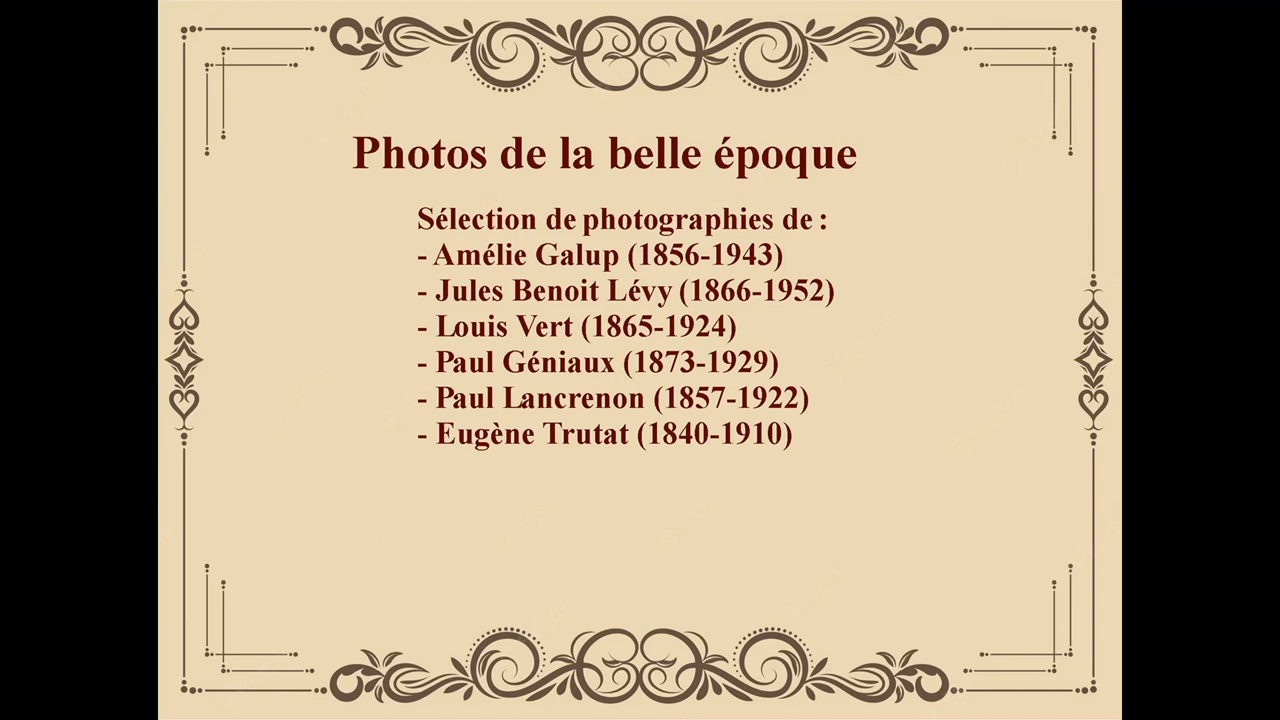 Photos de la belle époque
Sélection de photographies de :
- Amélie Galup (1856-1943)
- Jules Benoit Lévy (1866-1952)
- Louis Vert (1865-1924)
- Paul Géniaux (1873-1929)
- Paul Lancrenon (1857-1922)
- Eugène Trutat (1840-1910)